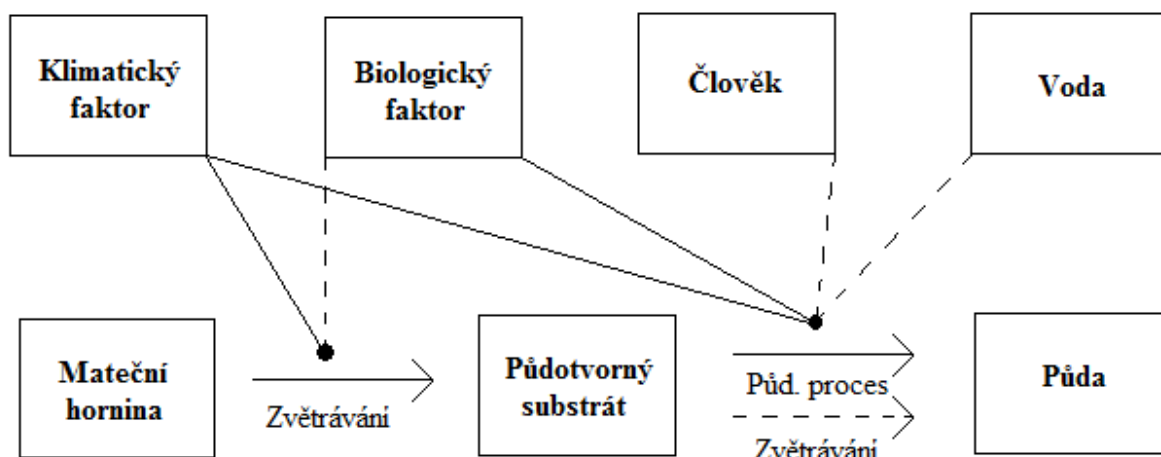 Klimatický
faktor
Biologický
faktor
Člověk
Voda
Mateční
hornina
Zvětrávání
Půdotvorný
substrát
Půd. proces
Zvětrávání
Půda